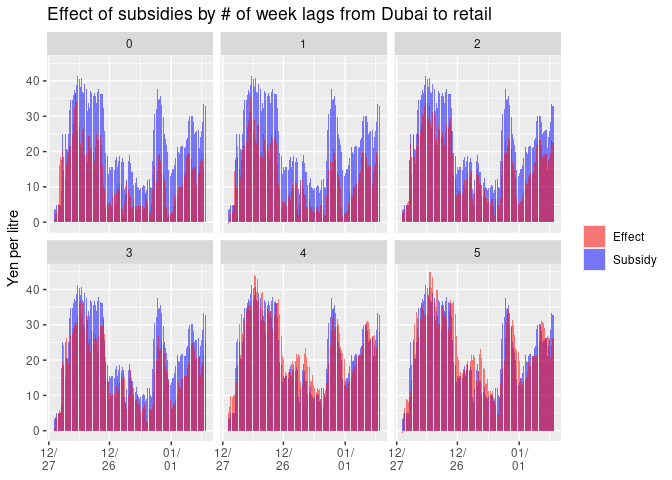 Effect of subsidies by # of week lags from Dubai to retail
0 1 2
40
30
20
10
0
Yen per litre
Effect
Subsidy
3 4 5
40
30
20
10
0
12/ 12/ 01/ 12/ 12/ 01/ 12/ 12/ 01/
27 26 01 27 26 01 27 26 01